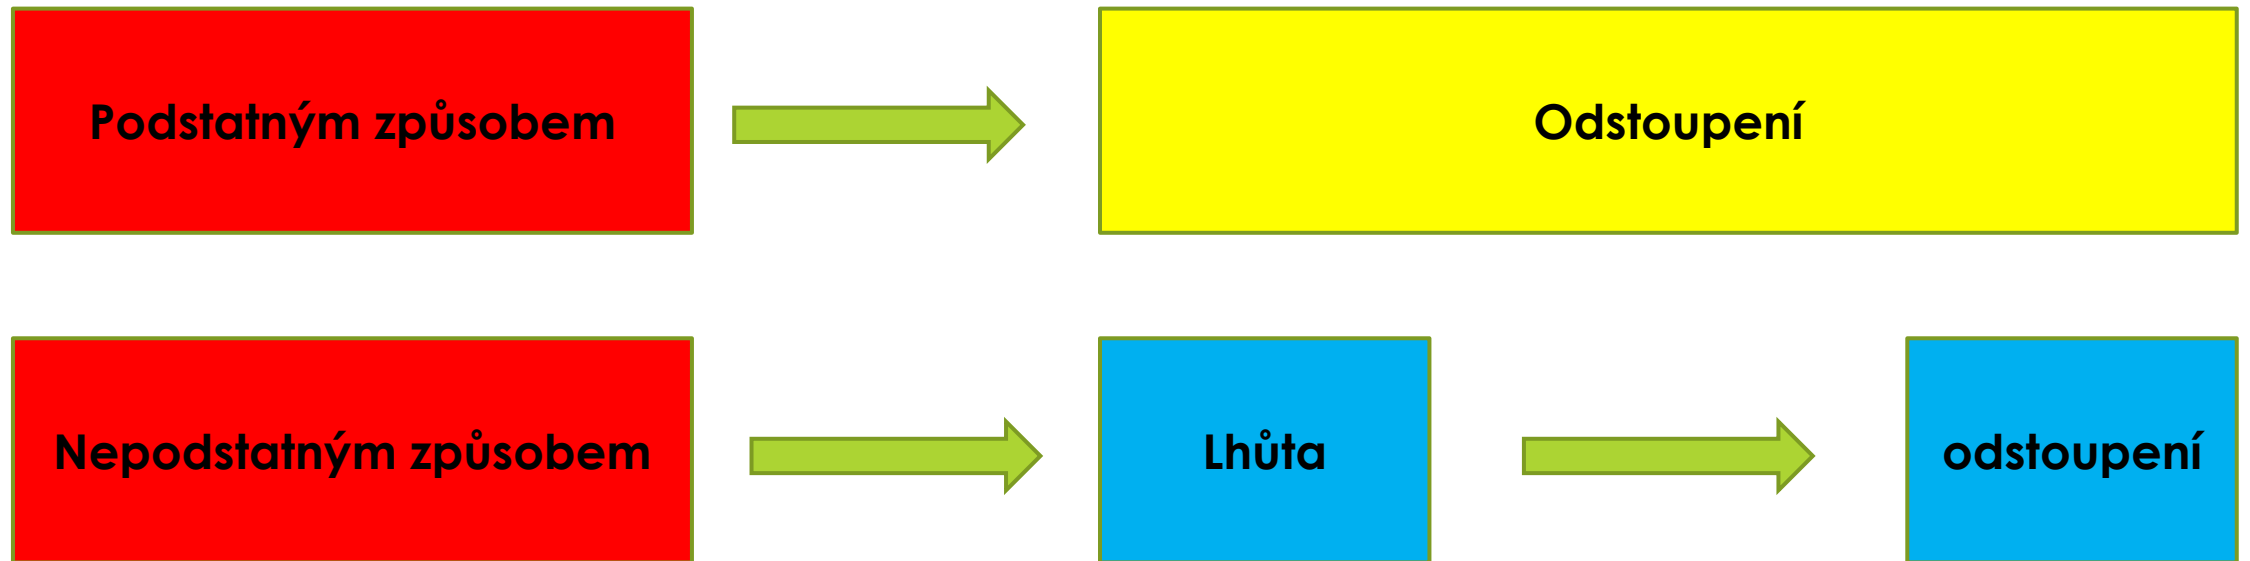 Podstatným způsobem
Odstoupení
Nepodstatným způsobem
Lhůta
odstoupení